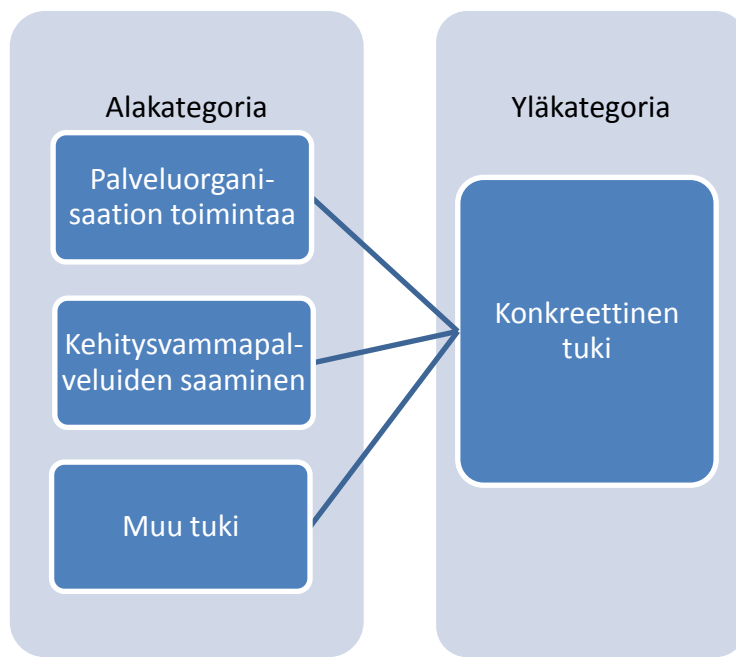 Alakategoria
Palveluorgani-
saation toimintaa
Kehitysvammapal-
veluiden saaminen
Muu tuki
Yläkategoria
Konkreettinen
tuki